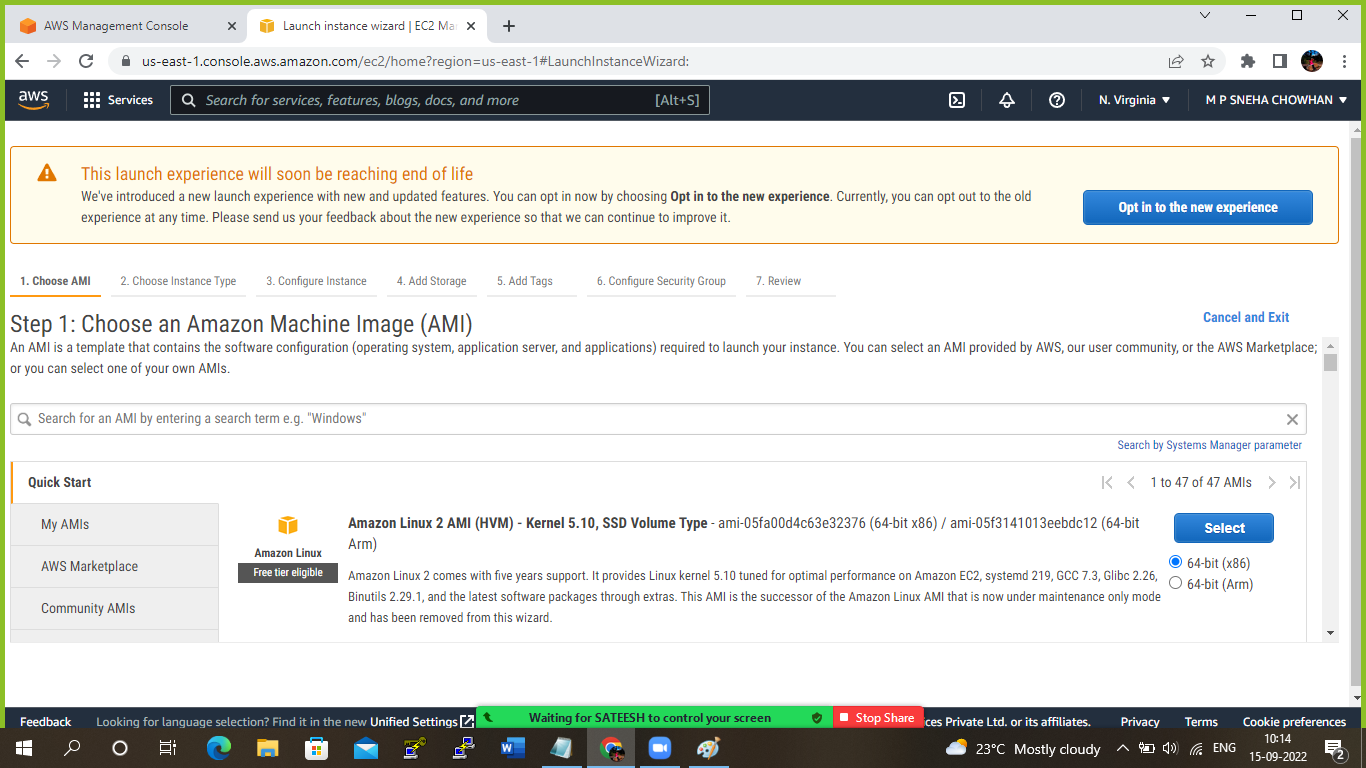 AWS Management Console
Launch instance wizard | EC2 Ma
us-east-1.console.aws.amazon.com/ec2/home?region=us-east-1#LaunchInstanceWizard:
aws
Services
Search for services, features, blogs, docs, and more
[Alt+S]
N. Virginia
M P SNEHA CHOWHAN
This launch experience will soon be reaching end of life
We've introduced a new launch experience with new and updated features. You can opt in now by choosing Opt in to the new experience. Currently, you can opt out to the old
experience at any time. Please send us your feedback about the new experience so that we can continue to improve it.
Opt in to the new experience
1. Choose AMI
2. Choose Instance Type
3. Configure Instance
4. Add Storage
5. Add Tags
6. Configure Security Group
7. Review
Step 1: Choose an Amazon Machine Image (AMI)
Cancel and Exit
An AMI is a template that contains the software configuration (operating system, application server, and applications) required to launch your instance. You can select an AMI provided by AWS, our user community, or the AWS Marketplace;
or you can select one of your own AMIs.
Search for an AMI by entering a search term e.g. "Windows"
Search by Systems Manager parameter
Quick Start
1 to 47 of 47 AMIs
My AMIs
AWS Marketplace
Community AMIs
Amazon Linux
Free tier eligible
Amazon Linux 2 AMI (HVM) - Kernel 5.10, SSD Volume Type - ami-05fa00d4c63e32376 (64-bit x86) / ami-05f3141013eebdc12 (64-bit
Arm)
Amazon Linux 2 comes with five years support. It provides Linux kernel 5.10 tuned for optimal performance on Amazon EC2, systemd 219, GCC 7.3, Glibc 2.26,
Binutils 2.29.1, and the latest software packages through extras. This AMI is the successor of the Amazon Linux AMI that is now under maintenance only mode
and has been removed from this wizard.
Select
64-bit (x86)
64-bit (Arm)
Feedback
Looking for language selection? Find it in the new Unified Settings
Waiting for SATEESH to control your screen
Stop Share
ces Private Ltd. or its affiliates.
Privacy
Terms
Cookie preferences
23°C Mostly cloudy
ENG
10:14
15-09-2022
2